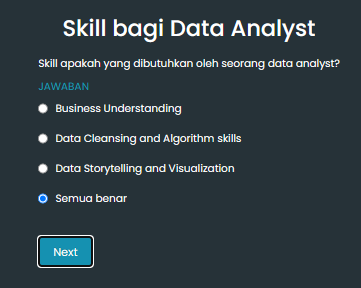 Skill bagi Data Analyst
Skill apakah yang dibutuhkan oleh seorang data analyst?
JAWABAN
Business Understanding
Data Cleansing and Algorithm skills
Data Storytelling and Visualization
Semua benar
Next